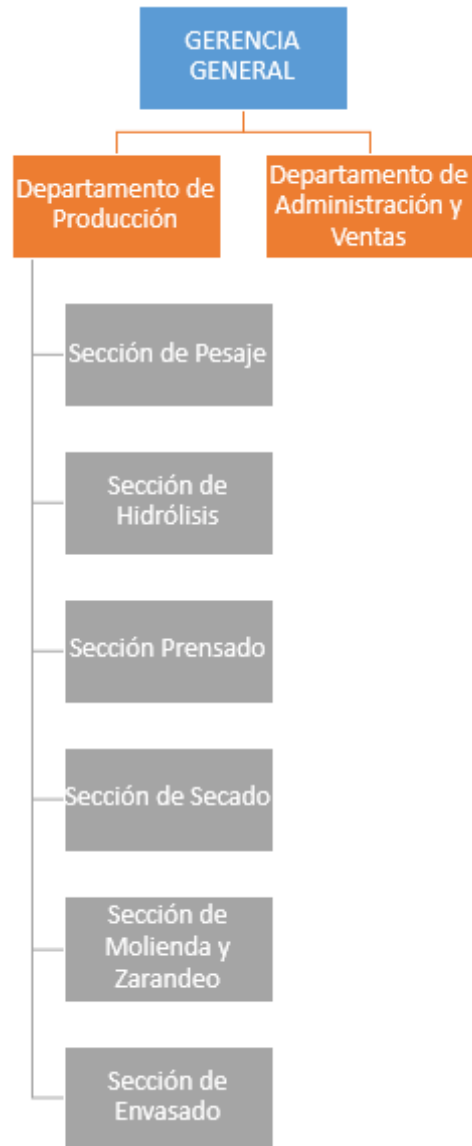 GERENCIA
GENERAL
Departamento de
Producción
Departamento de
Administración y
Ventas
Sección de Pesaje
Sección de
Hidrólisis
Sección Prensado
Sección de Secado
Sección de
Molienda y
Zarandeo
Sección de
Envasado